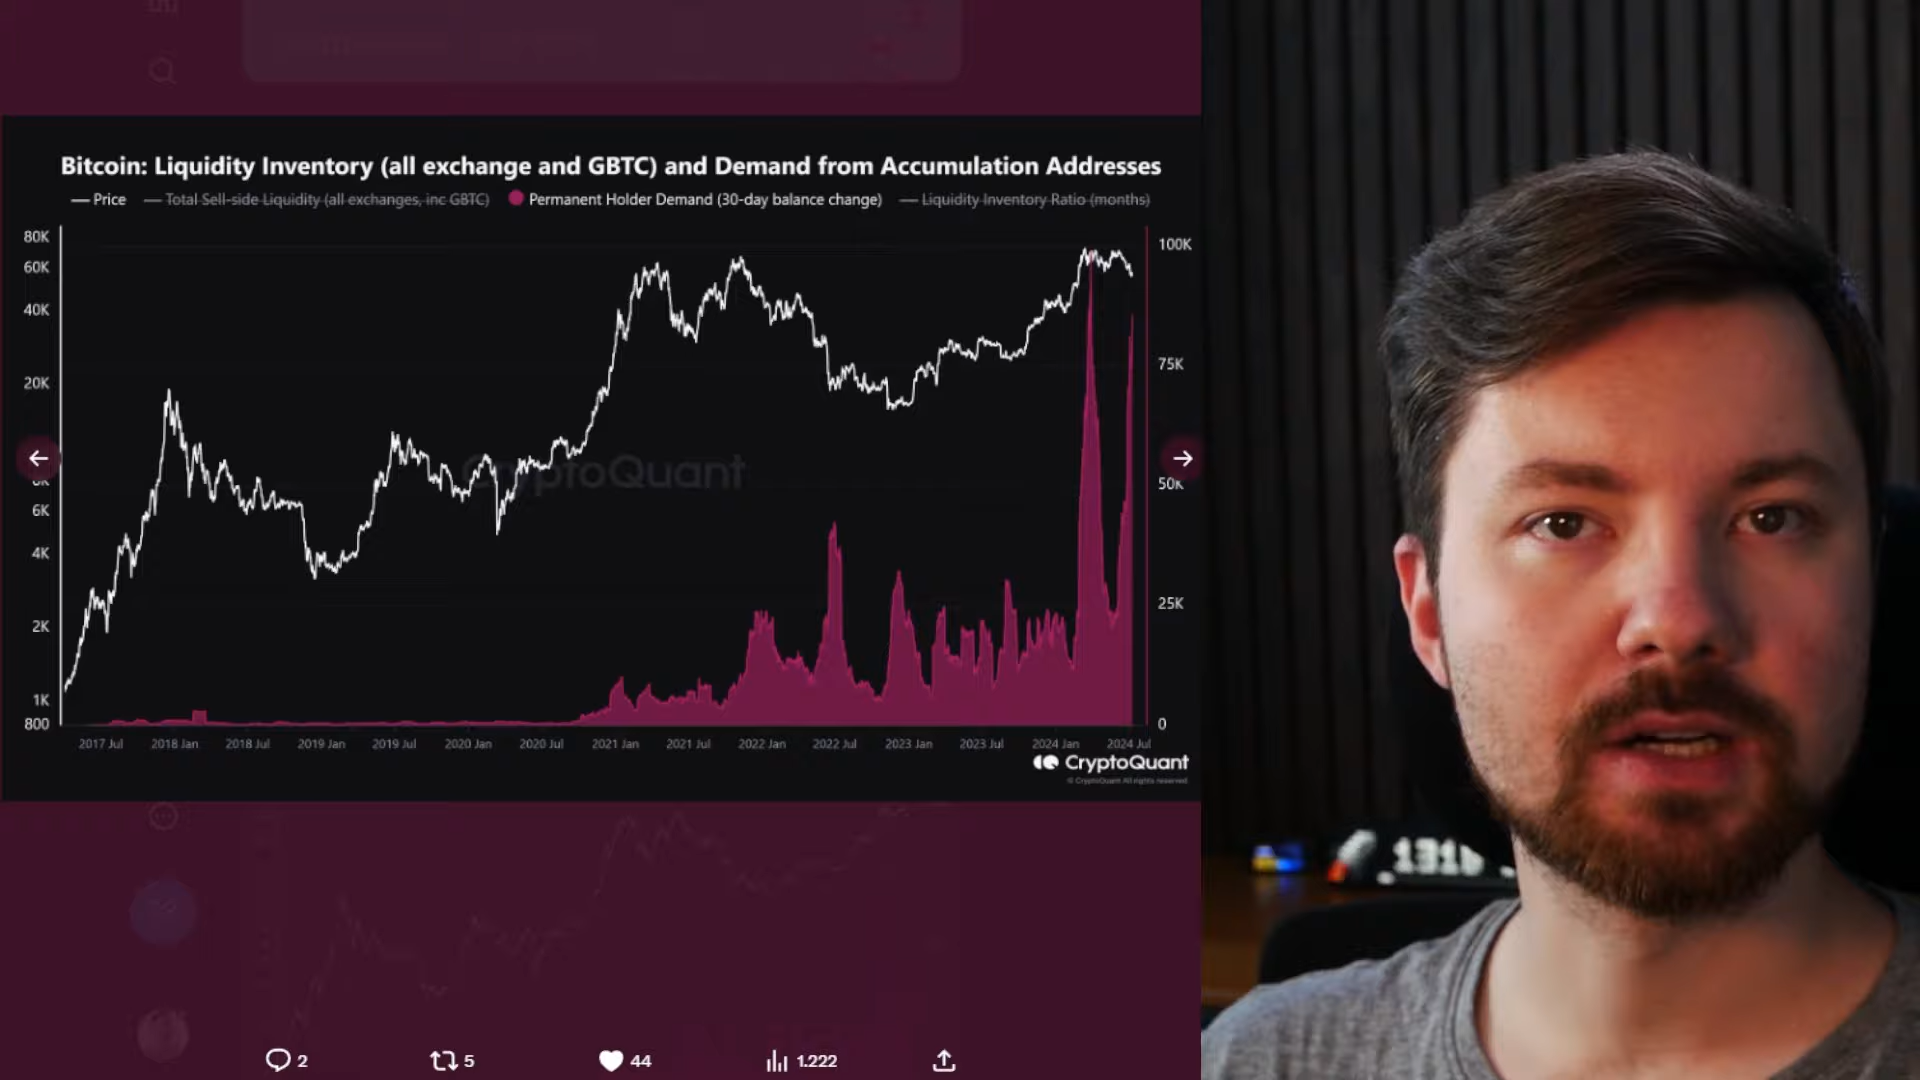 Bitcoin: Liquidity Inventory (all exchange and GBTC) and Demand from Accumulation Addresses
Price Total Sell-side Liquidity (all exchanges, inc GBTC) Permanent Holder Demand (30-day balance change) Liquidity Inventory Ratio (months)
80K
60K
40K
20K
6K
4K
2K
1K
800
100K
75K
50K
25K
0
CryptoQuant
2017 Jul 2018 Jan 2018 Jul 2019 Jan 2019 Jul 2020 Jan 2020 Jul 2021 Jan 2021 Jul 2022 Jan 2022 Jul 2023 Jan 2023 Jul 2024 Jan 2024 Jul
CryptoQuant
© CryptoQuant All rights reserved
2 5 44 1.222